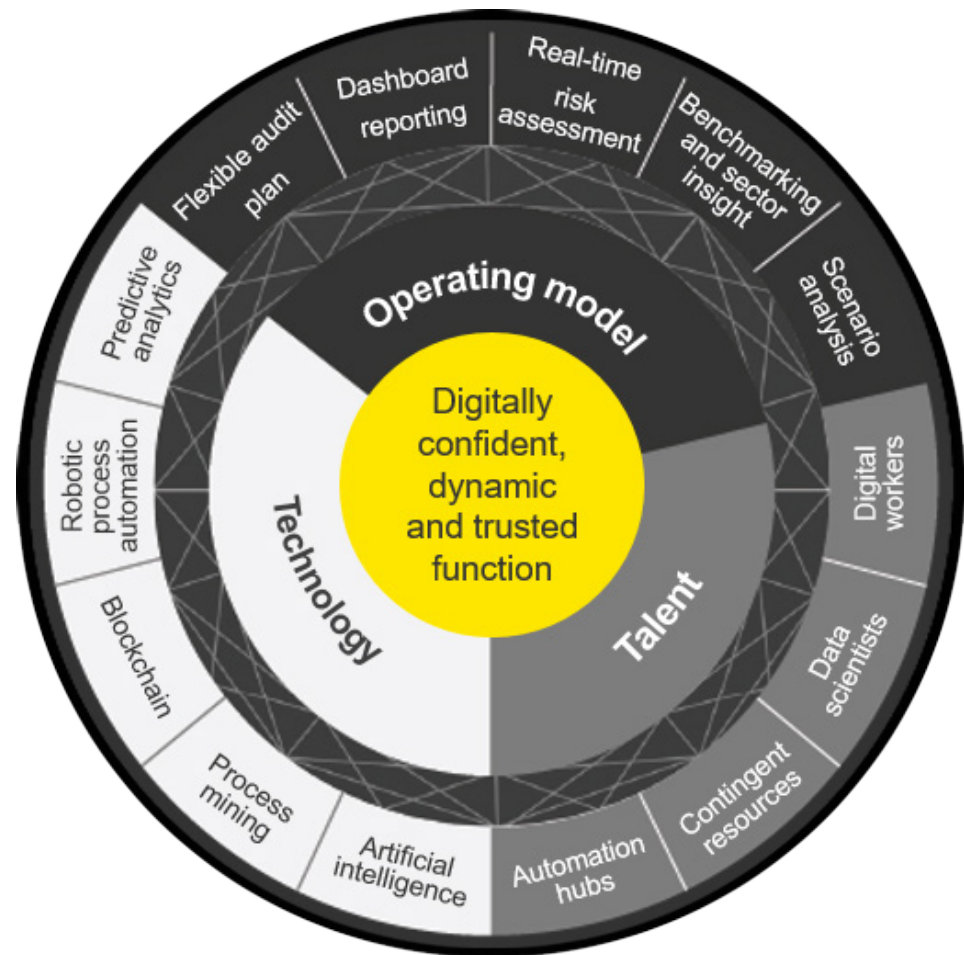 Digitally
confident,
dynamic
and trusted
function
Operating model
Talent
Technology
Flexible audit
plan
Dashboard
reporting
Real-time
risk
assessment
Benchmarking
and sector
insight
Scenario
analysis
Digital
workers
Data
scientists
Contingent
resources
Automation
hubs
Artificial
intelligence
Process
mining
Blockchain
Robotic
process
automation
Predictive
analytics